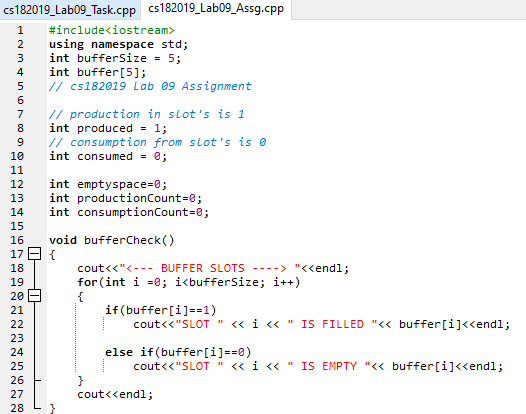 cs182019_Lab09_Task.cpp cs182019_Lab09_Assg.cpp
1 #include<iostream>
2 using namespace std;
3 int bufferSize = 5;
4 int buffer[5];
5 // cs182019 Lab 09 Assignment
6
7 // production in slot's is 1
8 int produced = 1;
9 // consumption from slot's is 0
10 int consumed = 0;
11
12 int emptyspace=0;
13 int productionCount=0;
14 int consumptionCount=0;
15
16 void bufferCheck()
17 {
18 cout<<"<--- BUFFER SLOTS ----> "<<endl;
19 for(int i =0; i<bufferSize; i++)
20 {
21 if(buffer[i]==1)
22 cout<<"SLOT " << i << " IS FILLED "<< buffer[i]<<endl;
23
24 else if(buffer[i]==0)
25 cout<<"SLOT " << i << " IS EMPTY "<< buffer[i]<<endl;
26 }
27 cout<<endl;
28 }